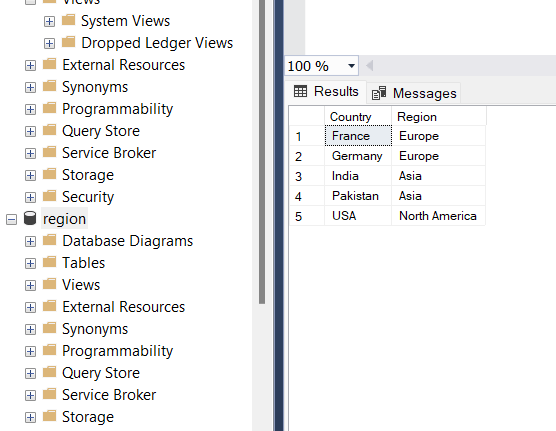 Views
System Views
Dropped Ledger Views
External Resources
Synonyms
Programmability
Query Store
Service Broker
Storage
Security
region
Database Diagrams
Tables
Views
External Resources
Synonyms
Programmability
Query Store
Service Broker
Storage
100 %
Results Messages
Country Region
1 France Europe
2 Germany Europe
3 India Asia
4 Pakistan Asia
5 USA North America